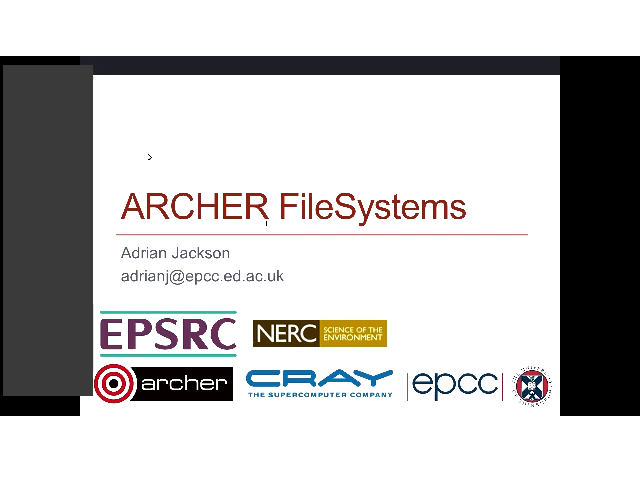 ARCHER FileSystems
Adrian Jackson
adrianj@epcc.ed.ac.uk
EPSRC
NERC SCIENCE OF THE ENVIRONMENT
archer
CRAY
THE SUPERCOMPUTER COMPANY
epcc